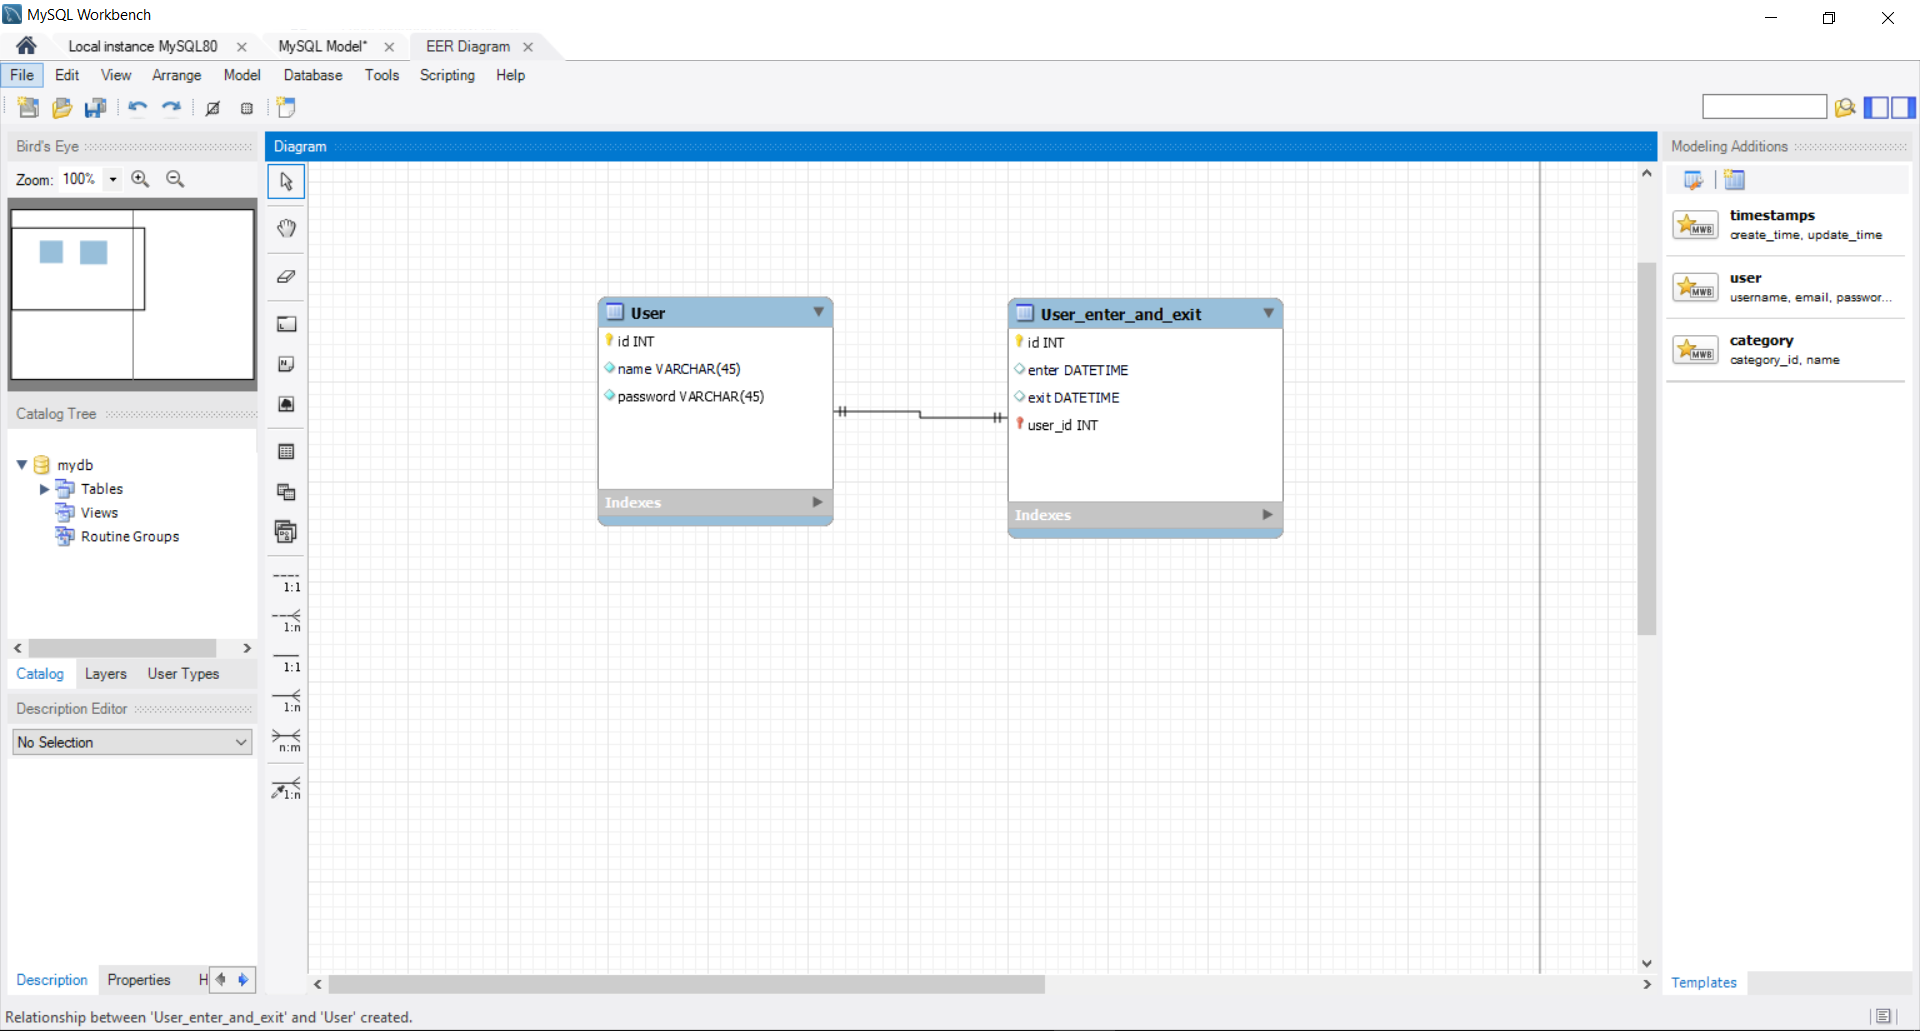 MySQL Workbench
Local instance MySQL80
MySQL Model*
EER Diagram
File Edit View Arrange Model Database Tools Scripting Help
Bird's Eye
Zoom: 100%
Catalog Tree
mydb
Tables
Views
Routine Groups
Catalog Layers User Types
Description Editor
No Selection
Description Properties H
Diagram
1:1
1:n
1:1
1:n
n:m
1:n
User
id INT
name VARCHAR(45)
password VARCHAR(45)
Indexes
User_enter_and_exit
id INT
enter DATETIME
exit DATETIME
user_id INT
Indexes
Modeling Additions
MWB
timestamps
create_time, update_time
MWB
user
username, email, passwor...
MWB
category
category_id, name
Templates
Relationship between 'User_enter_and_exit' and 'User' created.